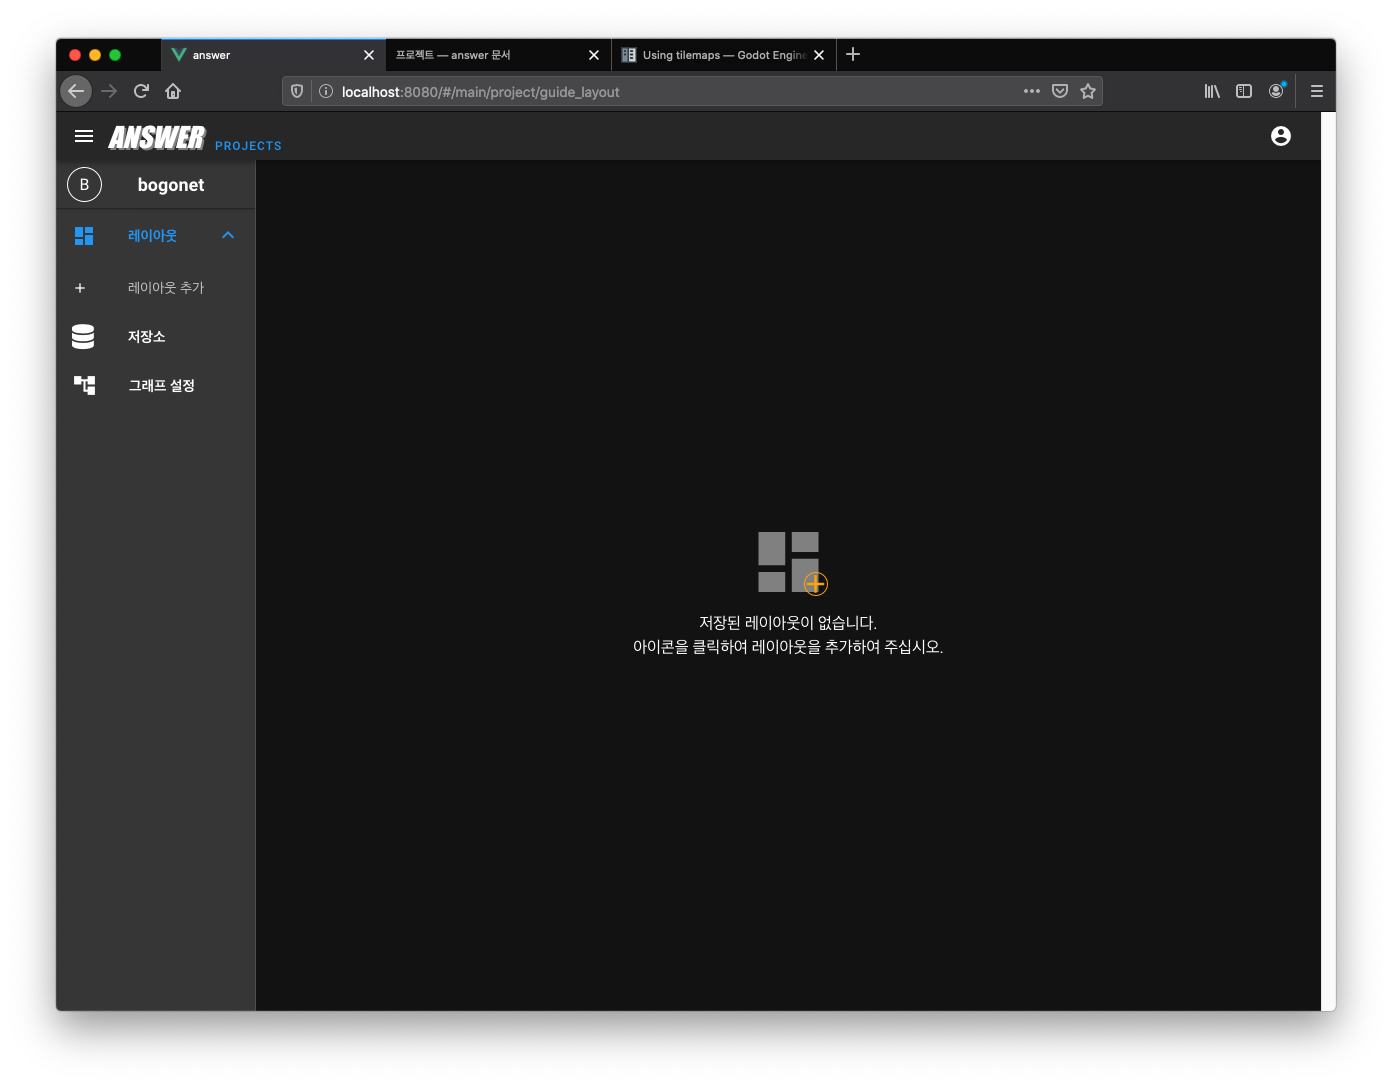 answer
프로젝트 — answer 문서
Using tilemaps — Godot Engine
localhost:8080/#/main/project/guide_layout
ANSWER PROJECTS
B bogonet
레이아웃
레이아웃 추가
저장소
그래프 설정
저장된 레이아웃이 없습니다.
아이콘을 클릭하여 레이아웃을 추가하여 주십시오.